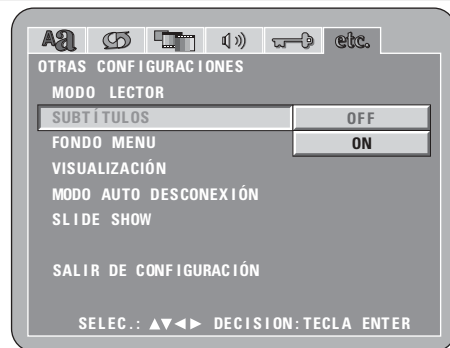 Aa etc.
OTRAS CONFIGURACIONES
MODO LECTOR
SUBTÍTULOS OFF
FONDO MENU ON
VISUALIZACIÓN
MODO AUTO DESCONEXIÓN
SLIDE SHOW
SALIR DE CONFIGURACIÓN
SELEC.: ▲▼◄► DECISION:TECLA ENTER